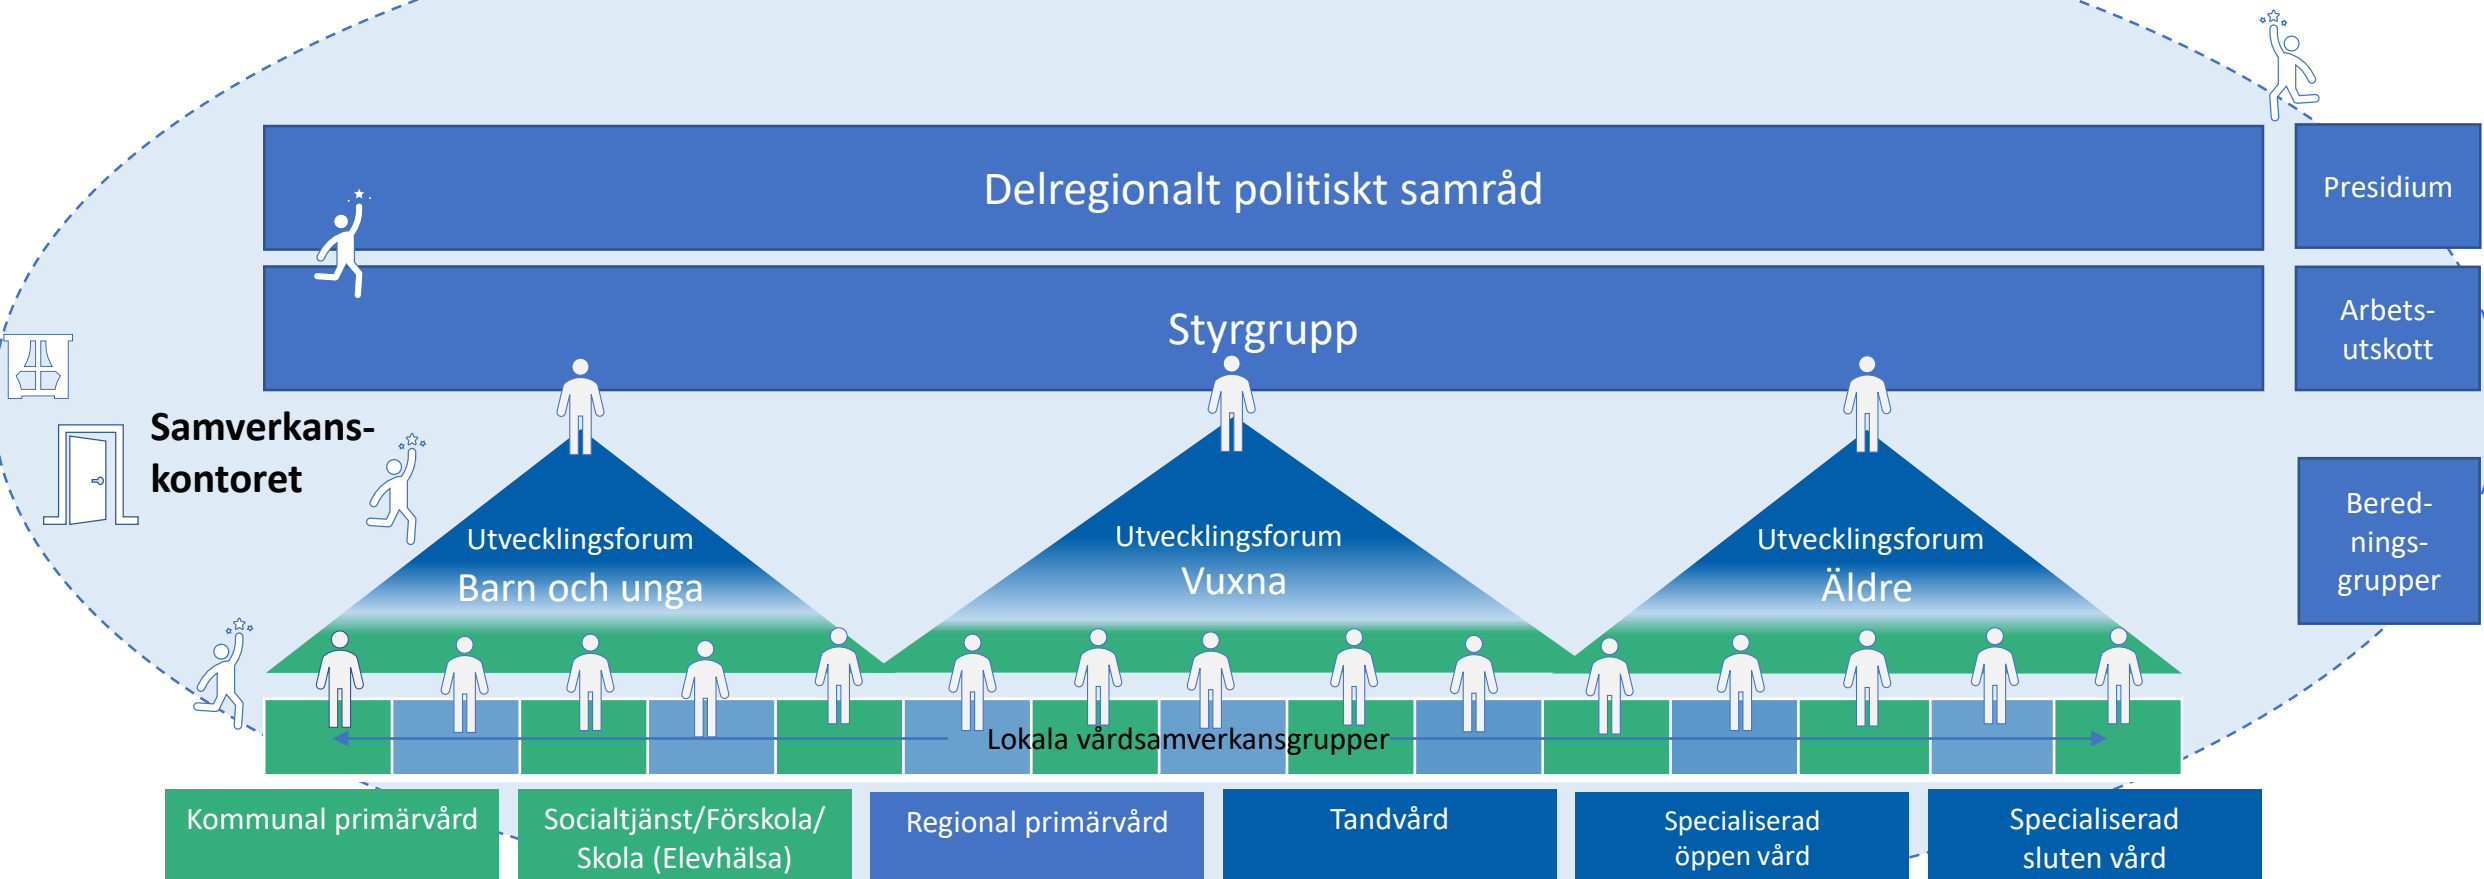 Delregionalt politiskt samråd
Presidium
Styrgrupp
Arbets-
utskott
Samverkans-
kontoret
Utvecklingsforum
Barn och unga
Utvecklingsforum
Vuxna
Utvecklingsforum
Äldre
Bered-
nings-
grupper
Lokala vårdsamverkansgrupper
Kommunal primärvård
Socialtjänst/Förskola/
Skola (Elevhälsa)
Regional primärvård
Tandvård
Specialiserad
öppen vård
Specialiserad
sluten vård